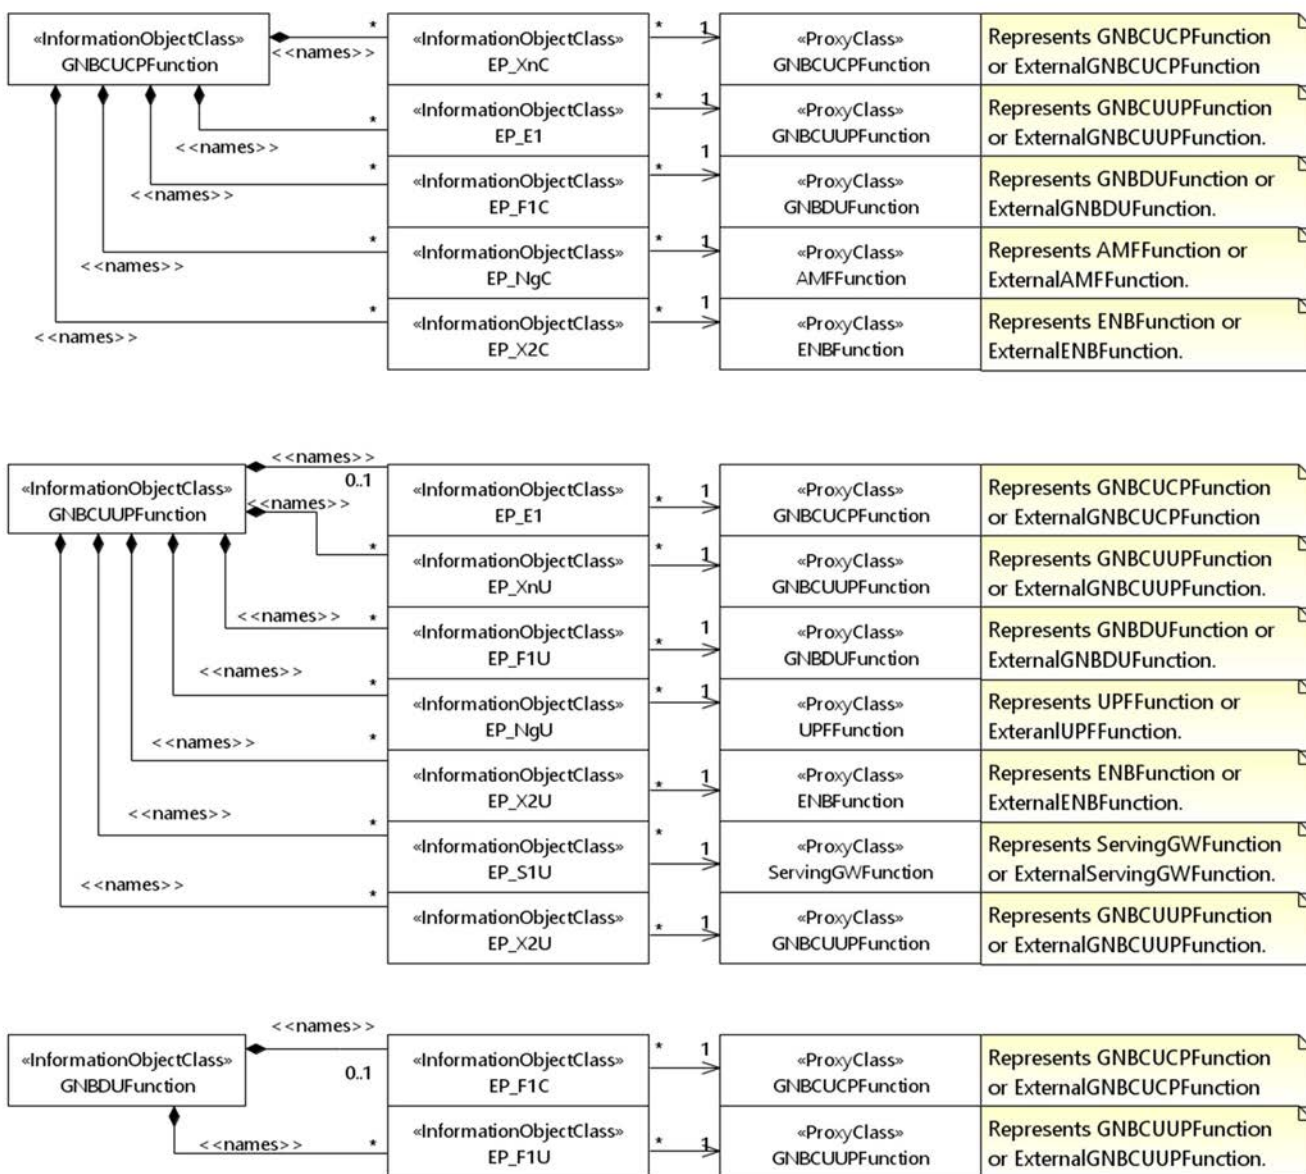 «InformationObjectClass»
GNBCUCPFunction
<<names>>
*
«InformationObjectClass»
EP_XnC
*
1
«ProxyClass»
GNBCUCPFunction
Represents GNBCUCPFunction
or ExternalGNBCUCPFunction
<<names>>
*
«InformationObjectClass»
EP_E1
*
1
«ProxyClass»
GNBCUUPFunction
Represents GNBCUUPFunction
or ExternalGNBCUUPFunction.
<<names>>
*
«InformationObjectClass»
EP_F1C
*
1
«ProxyClass»
GNBDUFunction
Represents GNBDUFunction or
ExternalGNBDUFunction.
<<names>>
*
«InformationObjectClass»
EP_NgC
*
1
«ProxyClass»
AMFFunction
Represents AMFFunction or
ExternalAMFFunction.
<<names>>
*
«InformationObjectClass»
EP_X2C
*
1
«ProxyClass»
ENBFunction
Represents ENBFunction or
ExternalENBFunction.
«InformationObjectClass»
GNBCUUPFunction
<<names>>
0..1
«InformationObjectClass»
EP_E1
*
1
«ProxyClass»
GNBCUCPFunction
Represents GNBCUCPFunction
or ExternalGNBCUCPFunction
<<names>>
*
«InformationObjectClass»
EP_XnU
*
1
«ProxyClass»
GNBCUUPFunction
Represents GNBCUUPFunction
or ExternalGNBCUUPFunction.
<<names>>
*
«InformationObjectClass»
EP_F1U
*
1
«ProxyClass»
GNBDUFunction
Represents GNBDUFunction or
ExternalGNBDUFunction.
<<names>>
*
«InformationObjectClass»
EP_NgU
*
1
«ProxyClass»
UPFFunction
Represents UPFFunction or
ExteranlUPFFunction.
<<names>>
*
«InformationObjectClass»
EP_X2U
*
1
«ProxyClass»
ENBFunction
Represents ENBFunction or
ExternalENBFunction.
<<names>>
*
«InformationObjectClass»
EP_S1U
*
1
«ProxyClass»
ServingGWFunction
Represents ServingGWFunction
or ExternalServingGWFunction.
<<names>>
*
«InformationObjectClass»
EP_X2U
*
1
«ProxyClass»
GNBCUUPFunction
Represents GNBCUUPFunction
or ExternalGNBCUUPFunction.
«InformationObjectClass»
GNBDUFunction
<<names>>
0..1
«InformationObjectClass»
EP_F1C
*
1
«ProxyClass»
GNBCUCPFunction
Represents GNBCUCPFunction
or ExternalGNBCUCPFunction
<<names>>
*
«InformationObjectClass»
EP_F1U
*
1
«ProxyClass»
GNBCUUPFunction
Represents GNBCUUPFunction
or ExternalGNBCUUPFunction.